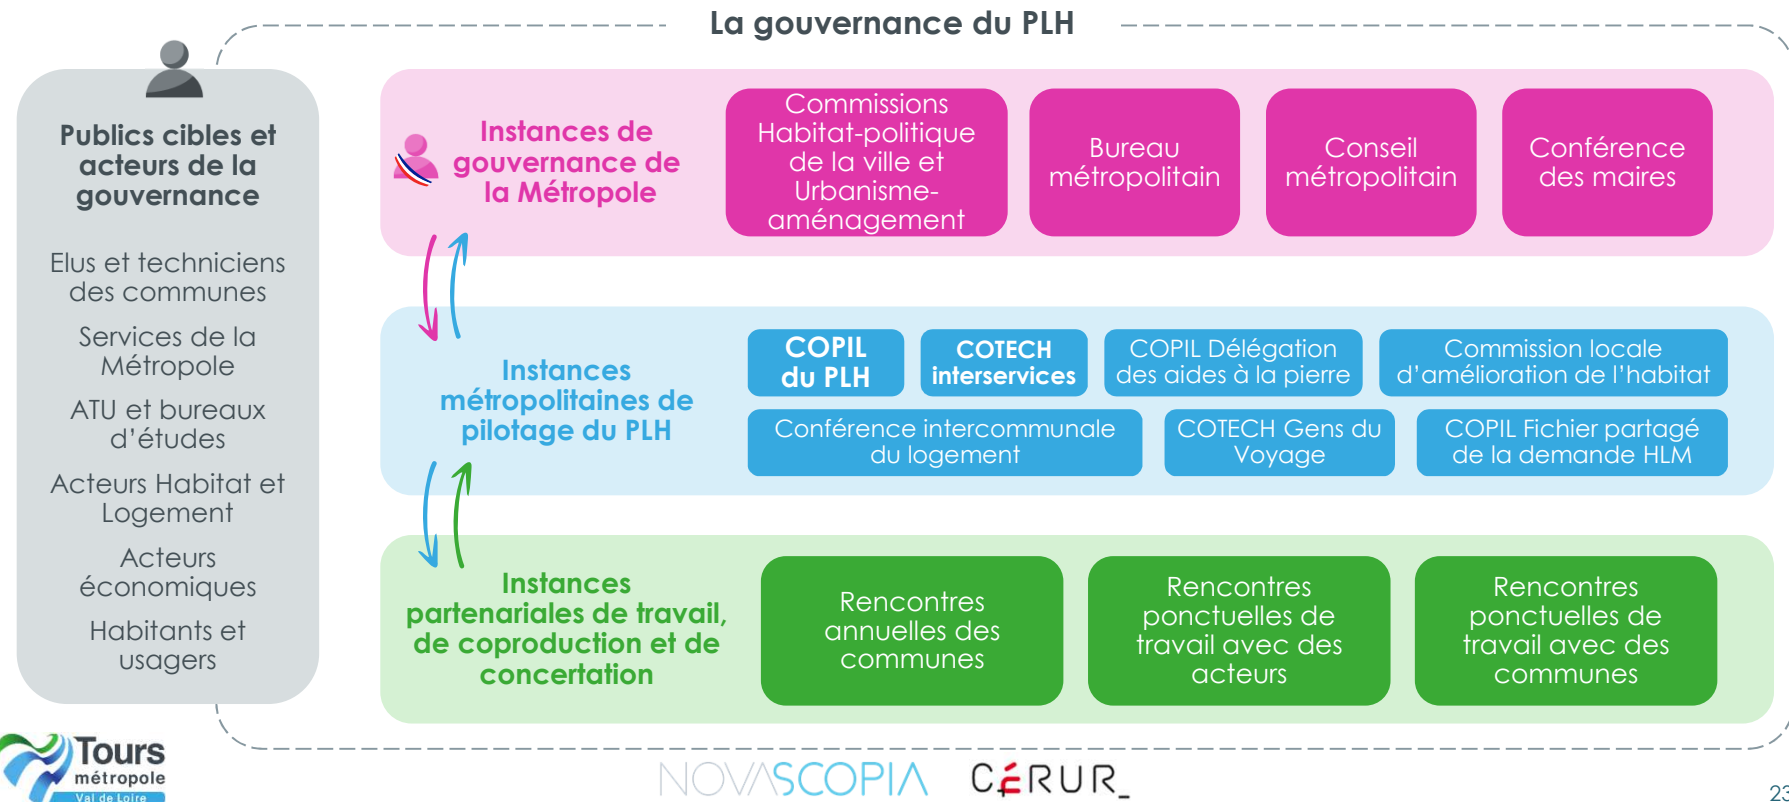 La gouvernance du PLH
Publics cibles et
acteurs de la
gouvernance
Elus et techniciens
des communes
Services de la
Métropole
ATU et bureaux
d'études
Acteurs Habitat et
Logement
Acteurs
économiques
Habitants et
usagers
Instances de
gouvernance de
la Métropole
Commissions
Habitat-politique
de la ville et
Urbanisme-
aménagement
Bureau
métropolitain
Conseil
métropolitain
Conférence
des maires
Instances
métropolitaines de
pilotage du PLH
COPIL
du PLH
COTECH
interservices
COPIL Délégation
des aides à la pierre
Commission locale
d'amélioration de l'habitat
Conférence intercommunale
du logement
COTECH Gens du
Voyage
COPIL Fichier partagé
de la demande HLM
Instances
partenariales de travail,
de coproduction et de
concertation
Rencontres
annuelles des
communes
Rencontres
ponctuelles de
travail avec des
acteurs
Rencontres
ponctuelles de
travail avec des
communes
Tours
métropole
Val de Loire
NOVASCOPIA
CÉRUR_
23